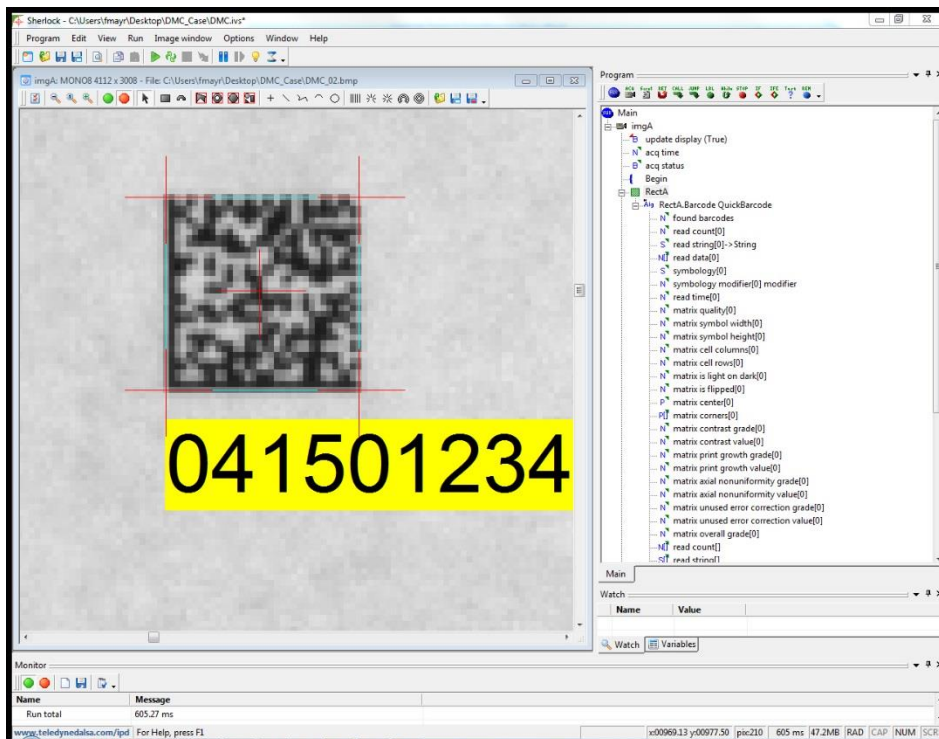 Sherlock - C:\Users\fmayr\Desktop\DMC_Case\DMC.ivs*
Program Edit View Run Image window Options Window Help
imgA: MONO8 4112 x 3008 - File: C:\Users\fmayr\Desktop\DMC_Case\DMC_02.bmp
041501234
Program
Main
imgA
update display (True)
acq time
acq status
Begin
RectA
RectA.Barcode QuickBarcode
found barcodes
read count[0]
read string[0]->String
read data[0]
symbology[0]
symbology modifier[0] modifier
read time[0]
matrix quality[0]
matrix symbol width[0]
matrix symbol height[0]
matrix cell columns[0]
matrix cell rows[0]
matrix is light on dark[0]
matrix is flipped[0]
matrix center[0]
matrix corners[0]
matrix contrast grade[0]
matrix contrast value[0]
matrix print growth grade[0]
matrix print growth value[0]
matrix axial nonuniformity grade[0]
matrix axial nonuniformity value[0]
matrix unused error correction grade[0]
matrix unused error correction value[0]
matrix overall grade[0]
read count[]
read string[]
Main
Watch
Name Value
Watch Variables
Monitor
Name Message
Run total 605.27 ms
www.teledynedalsa.com/ipd For Help, press F1 x:00969.13 y:00977.50 pix:210 605 ms 47.2MB RAD CAP NUM SCR